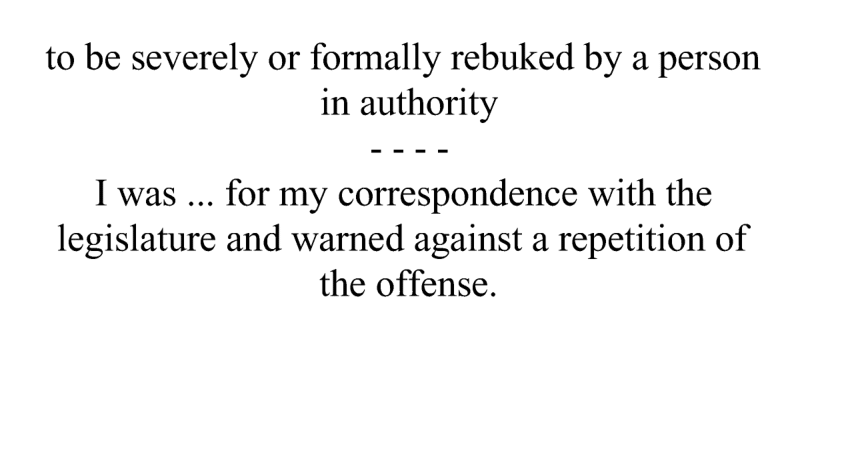 to be severely or formally rebuked by a person
in authority
- - - -
I was ... for my correspondence with the
legislature and warned against a repetition of
the offense.